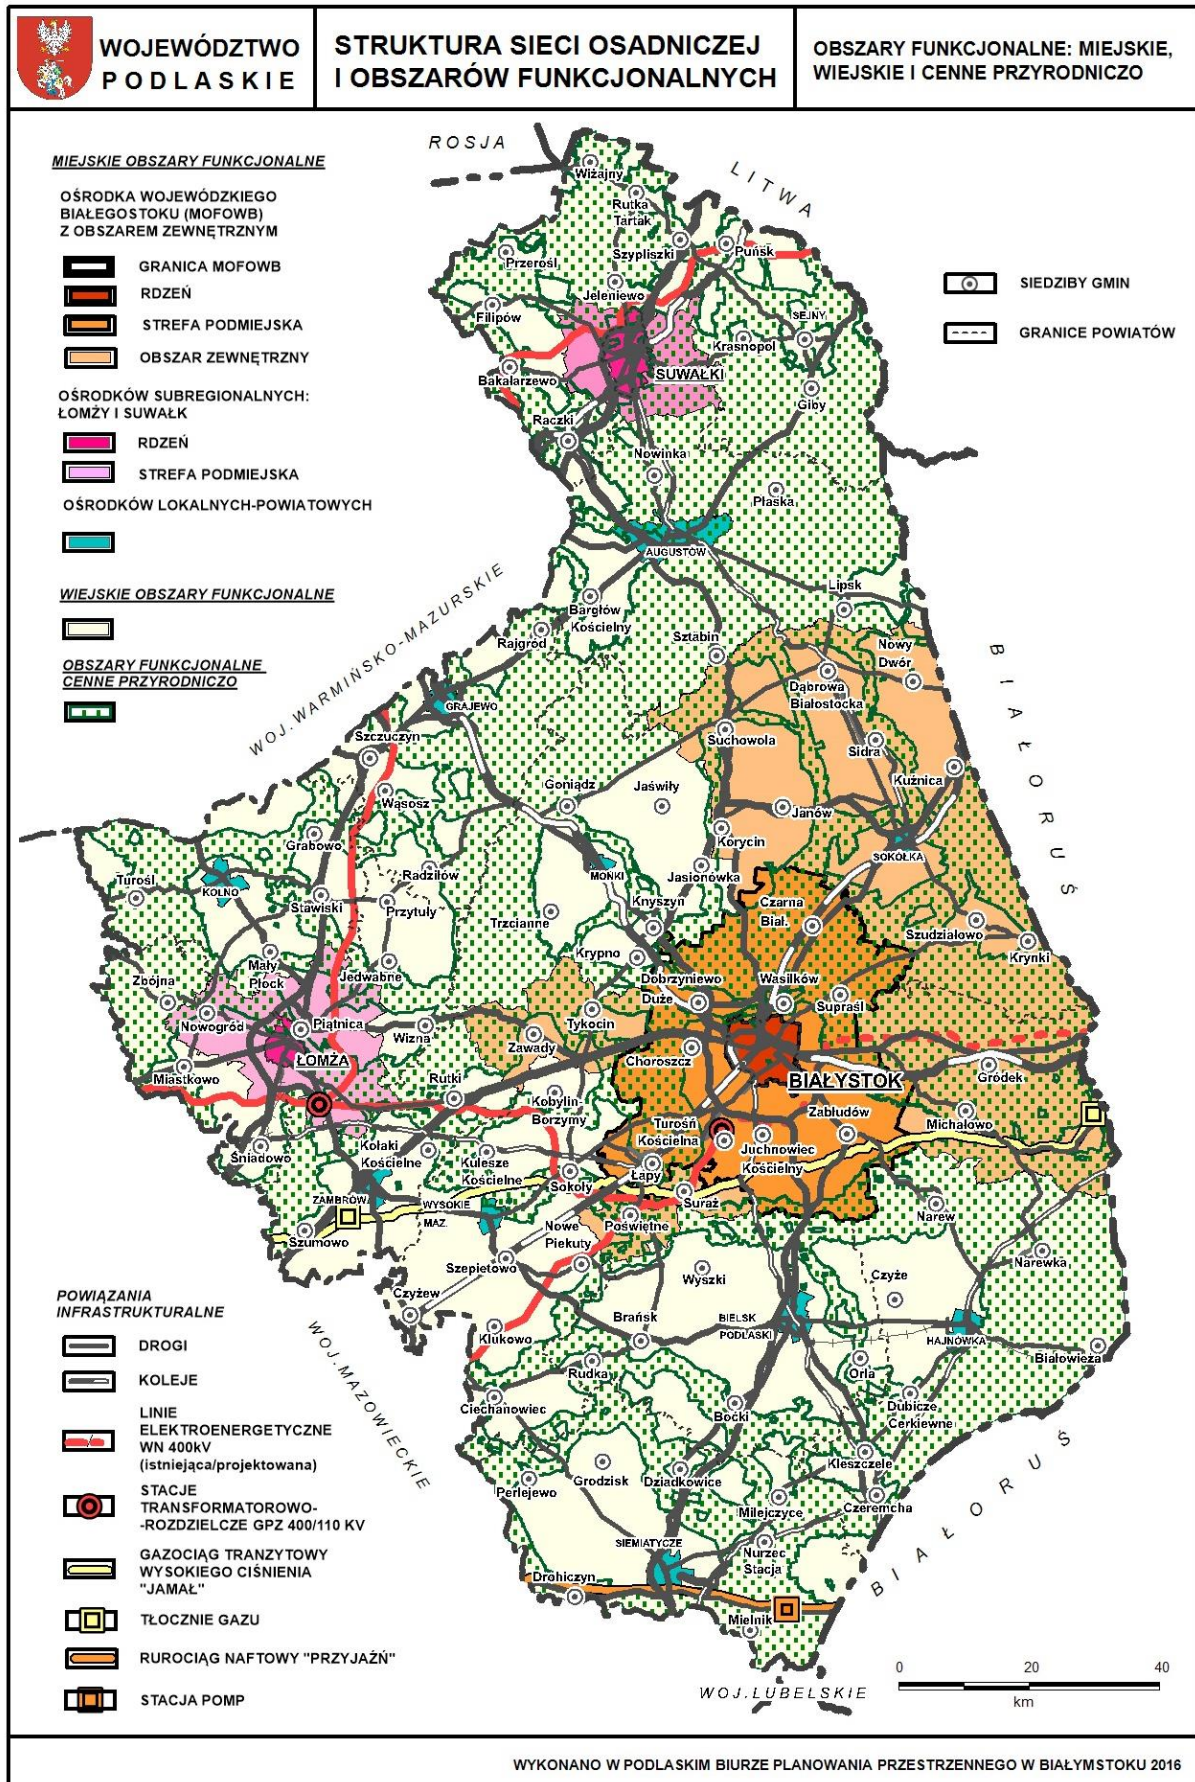 WOJEWÓDZTWO
PODLASKIE
STRUKTURA SIECI OSADNICZEJ
I OBSZARÓW FUNKCJONALNYCH
OBSZARY FUNKCJONALNE: MIEJSKIE,
WIEJSKIE I CENNE PRZYRODNICZO
MIEJSKIE OBSZARY FUNKCJONALNE
OŚRODKA WOJEWÓDZKIEGO
BIAŁEGOSTOKU (MOFOWB)
Z OBSZAREM ZEWNĘTRZNYM
GRANICA MOFOWB
RDZEŃ
STREFA PODMIEJSKA
OBSZAR ZEWNĘTRZNY
OŚRODKÓW SUBREGIONALNYCH:
ŁOMŻY I SUWAŁK
RDZEŃ
STREFA PODMIEJSKA
OŚRODKÓW LOKALNYCH-POWIATOWYCH
WIEJSKIE OBSZARY FUNKCJONALNE
OBSZARY FUNKCJONALNE
CENNE PRZYRODNICZO
SIEDZIBY GMIN
GRANICE POWIATÓW
ROSJA
LITWA
BIAŁORUŚ
BIAŁORUŚ
WOJ.WARMIŃSKO-MAZURSKIE
WOJ.MAZOWIECKIE
WOJ.LUBELSKIE
Wiżajny
Rutka
Tartak
Szypliszki
Puńsk
Przerośl
Jeleniewo
Filipów
SEJNY
Krasnopol
SUWAŁKI
Bakałarzewo
Giby
Raczki
Nowinka
Płaska
AUGUSTÓW
Lipsk
Bargłów
Kościelny
Rajgród
Sztabin
Nowy
Dwór
Dąbrowa
Białostocka
GRAJEWO
Szczuczyn
Suchowola
Sidra
Kuźnica
Wąsosz
Goniądz
Jaświły
Janów
Grabowo
Korycin
SOKÓŁKA
Turośl
KOLNO
Radziłów
MOŃKI
Jasionówka
Stawiski
Przytuły
Trzcianne
Knyszyn
Czarna
Biał.
Szudziałowo
Krynki
Mały
Płock
Jedwabne
Krypno
Zbójna
Dobrzyniewo
Duże
Wasilków
Supraśl
Nowogród
Piątnica
Wizna
Tykocin
Zawady
Choroszcz
ŁOMŻA
Miastkowo
Rutki
BIAŁYSTOK
Gródek
Kobylin-
Borzymy
Zabłudów
Michałowo
Turośń
Kościelna
Juchnowiec
Kościelny
Śniadowo
Kołaki
Kościelne
Kulesze
Kościelne
Sokoły
Łapy
Suraż
ZAMBRÓW
WYSOKIE
MAZ.
Narew
Szumowo
Nowe
Piekuty
Poświętne
Narewka
Szepietowo
Wyszki
Czyże
Czyżew
Klukowo
Brańsk
BIELSK
PODLASKI
HAJNÓWKA
Białowieża
Rudka
Orla
Ciechanowiec
Dubicze
Cerkiewne
Boćki
Kleszczele
Grodzisk
Dziadkowice
Perlejewo
Milejczyce
Czeremcha
SIEMIATYCZE
Nurzec
Stacja
Drohiczyn
Mielnik
POWIĄZANIA
INFRASTRUKTURALNE
DROGI
KOLEJE
LINIE
ELEKTROENERGETYCZNE
WN 400kV
(istniejąca/projektowana)
STACJE
TRANSFORMATOROWO-
-ROZDZIELCZE GPZ 400/110 KV
GAZOCIĄG TRANZYTOWY
WYSOKIEGO CIŚNIENIA
"JAMAŁ"
TŁOCZNIE GAZU
RUROCIĄG NAFTOWY "PRZYJAŹŃ"
STACJA POMP
0 20 40
km
WYKONANO W PODLASKIM BIURZE PLANOWANIA PRZESTRZENNEGO W BIAŁYMSTOKU 2016